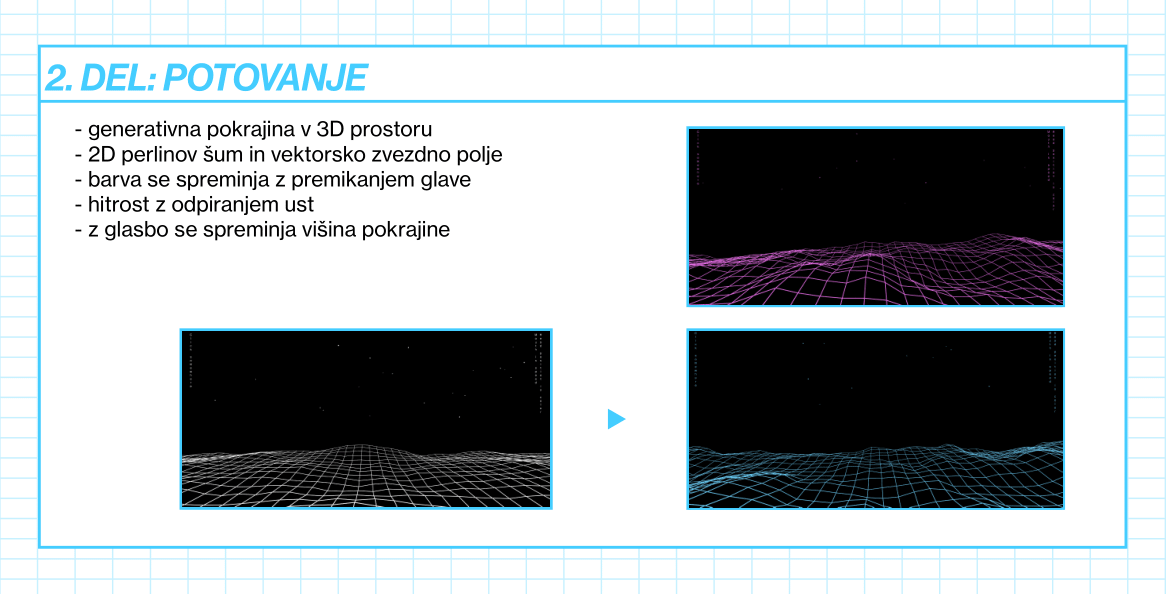 2. DEL: POTOVANJE
- generativna pokrajina v 3D prostoru
- 2D perlinov šum in vektorsko zvezdno polje
- barva se spreminja z premikanjem glave
- hitrost z odpiranjem ust
- z glasbo se spreminja višina pokrajine